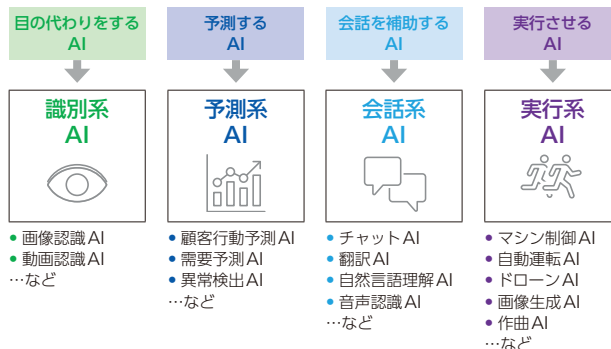 目の代わりをする
AI
識別系
AI
• 画像認識AI
• 動画認識AI
…など
予測する
AI
予測系
AI
• 顧客行動予測AI
• 需要予測AI
• 異常検出AI
…など
会話を補助する
AI
会話系
AI
• チャットAI
• 翻訳AI
• 自然言語理解AI
• 音声認識AI
…など
実行させる
AI
実行系
AI
• マシン制御AI
• 自動運転AI
• ドローンAI
• 画像生成AI
• 作曲AI
…など